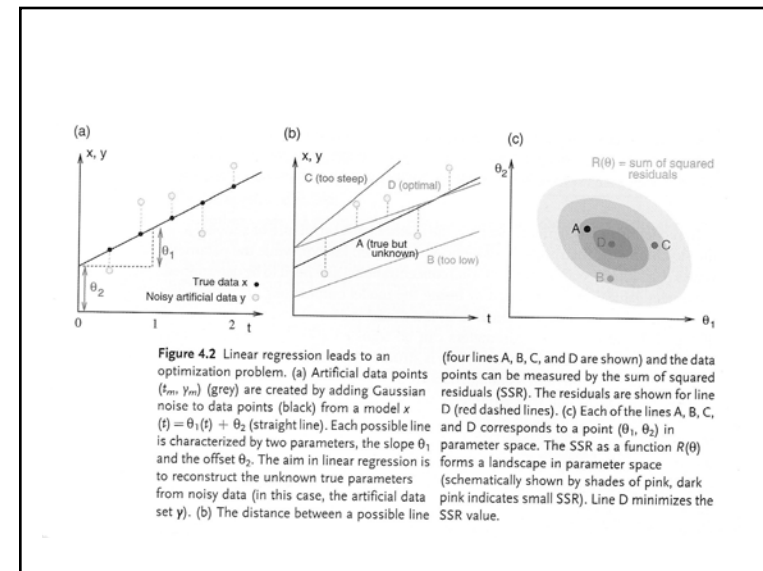 (a)
x, y
θ1
θ2
True data x
Noisy artificial data y
0 1 2 t
(b)
x, y
C (too steep)
D (optimal)
A (true but
unknown)
B (too low)
t
(c)
θ2
R(θ) = sum of squared
residuals
A
D
C
B
θ1
Figure 4.2 Linear regression leads to an
optimization problem. (a) Artificial data points
(tm, ym) (grey) are created by adding Gaussian
noise to data points (black) from a model x
(t) = θ1(t) + θ2 (straight line). Each possible line
is characterized by two parameters, the slope θ1
and the offset θ2. The aim in linear regression is
to reconstruct the unknown true parameters
from noisy data (in this case, the artificial data
set y). (b) The distance between a possible line
(four lines A, B, C, and D are shown) and the data
points can be measured by the sum of squared
residuals (SSR). The residuals are shown for line
D (red dashed lines). (c) Each of the lines A, B, C,
and D corresponds to a point (θ1, θ2) in
parameter space. The SSR as a function R(θ)
forms a landscape in parameter space
(schematically shown by shades of pink, dark
pink indicates small SSR). Line D minimizes the
SSR value.